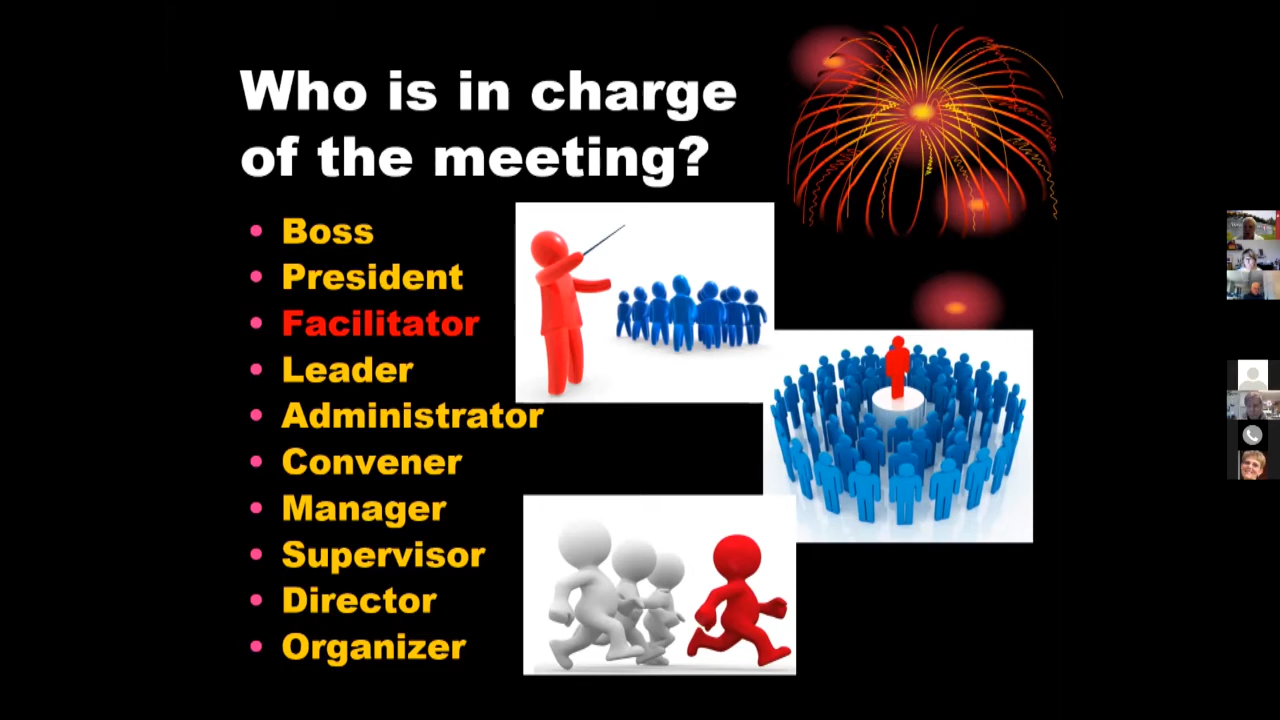 Who is in charge
of the meeting?
• Boss
• President
• Facilitator
• Leader
• Administrator
• Convener
• Manager
• Supervisor
• Director
• Organizer